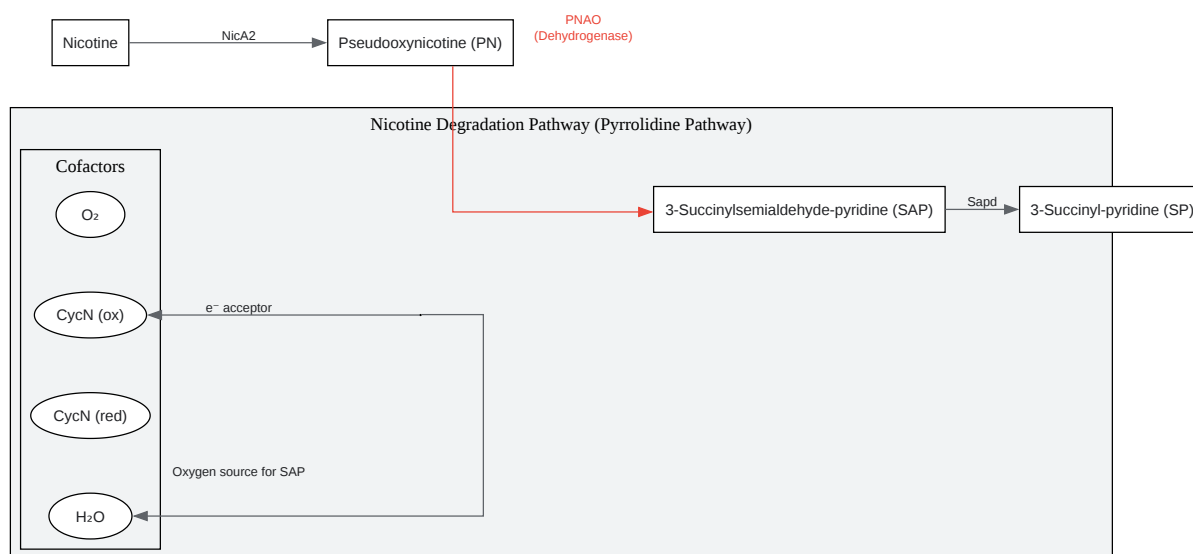 PNAO
(Dehydrogenase)
Nicotine
NicA2
Pseudooxynicotine (PN)
Nicotine Degradation Pathway (Pyrrolidine Pathway)
Cofactors
O₂
3-Succinylsemialdehyde-pyridine (SAP)
Sapd
3-Succinyl-pyridine (SP)
CycN (ox)
e⁻ acceptor
CycN (red)
Oxygen source for SAP
H₂O